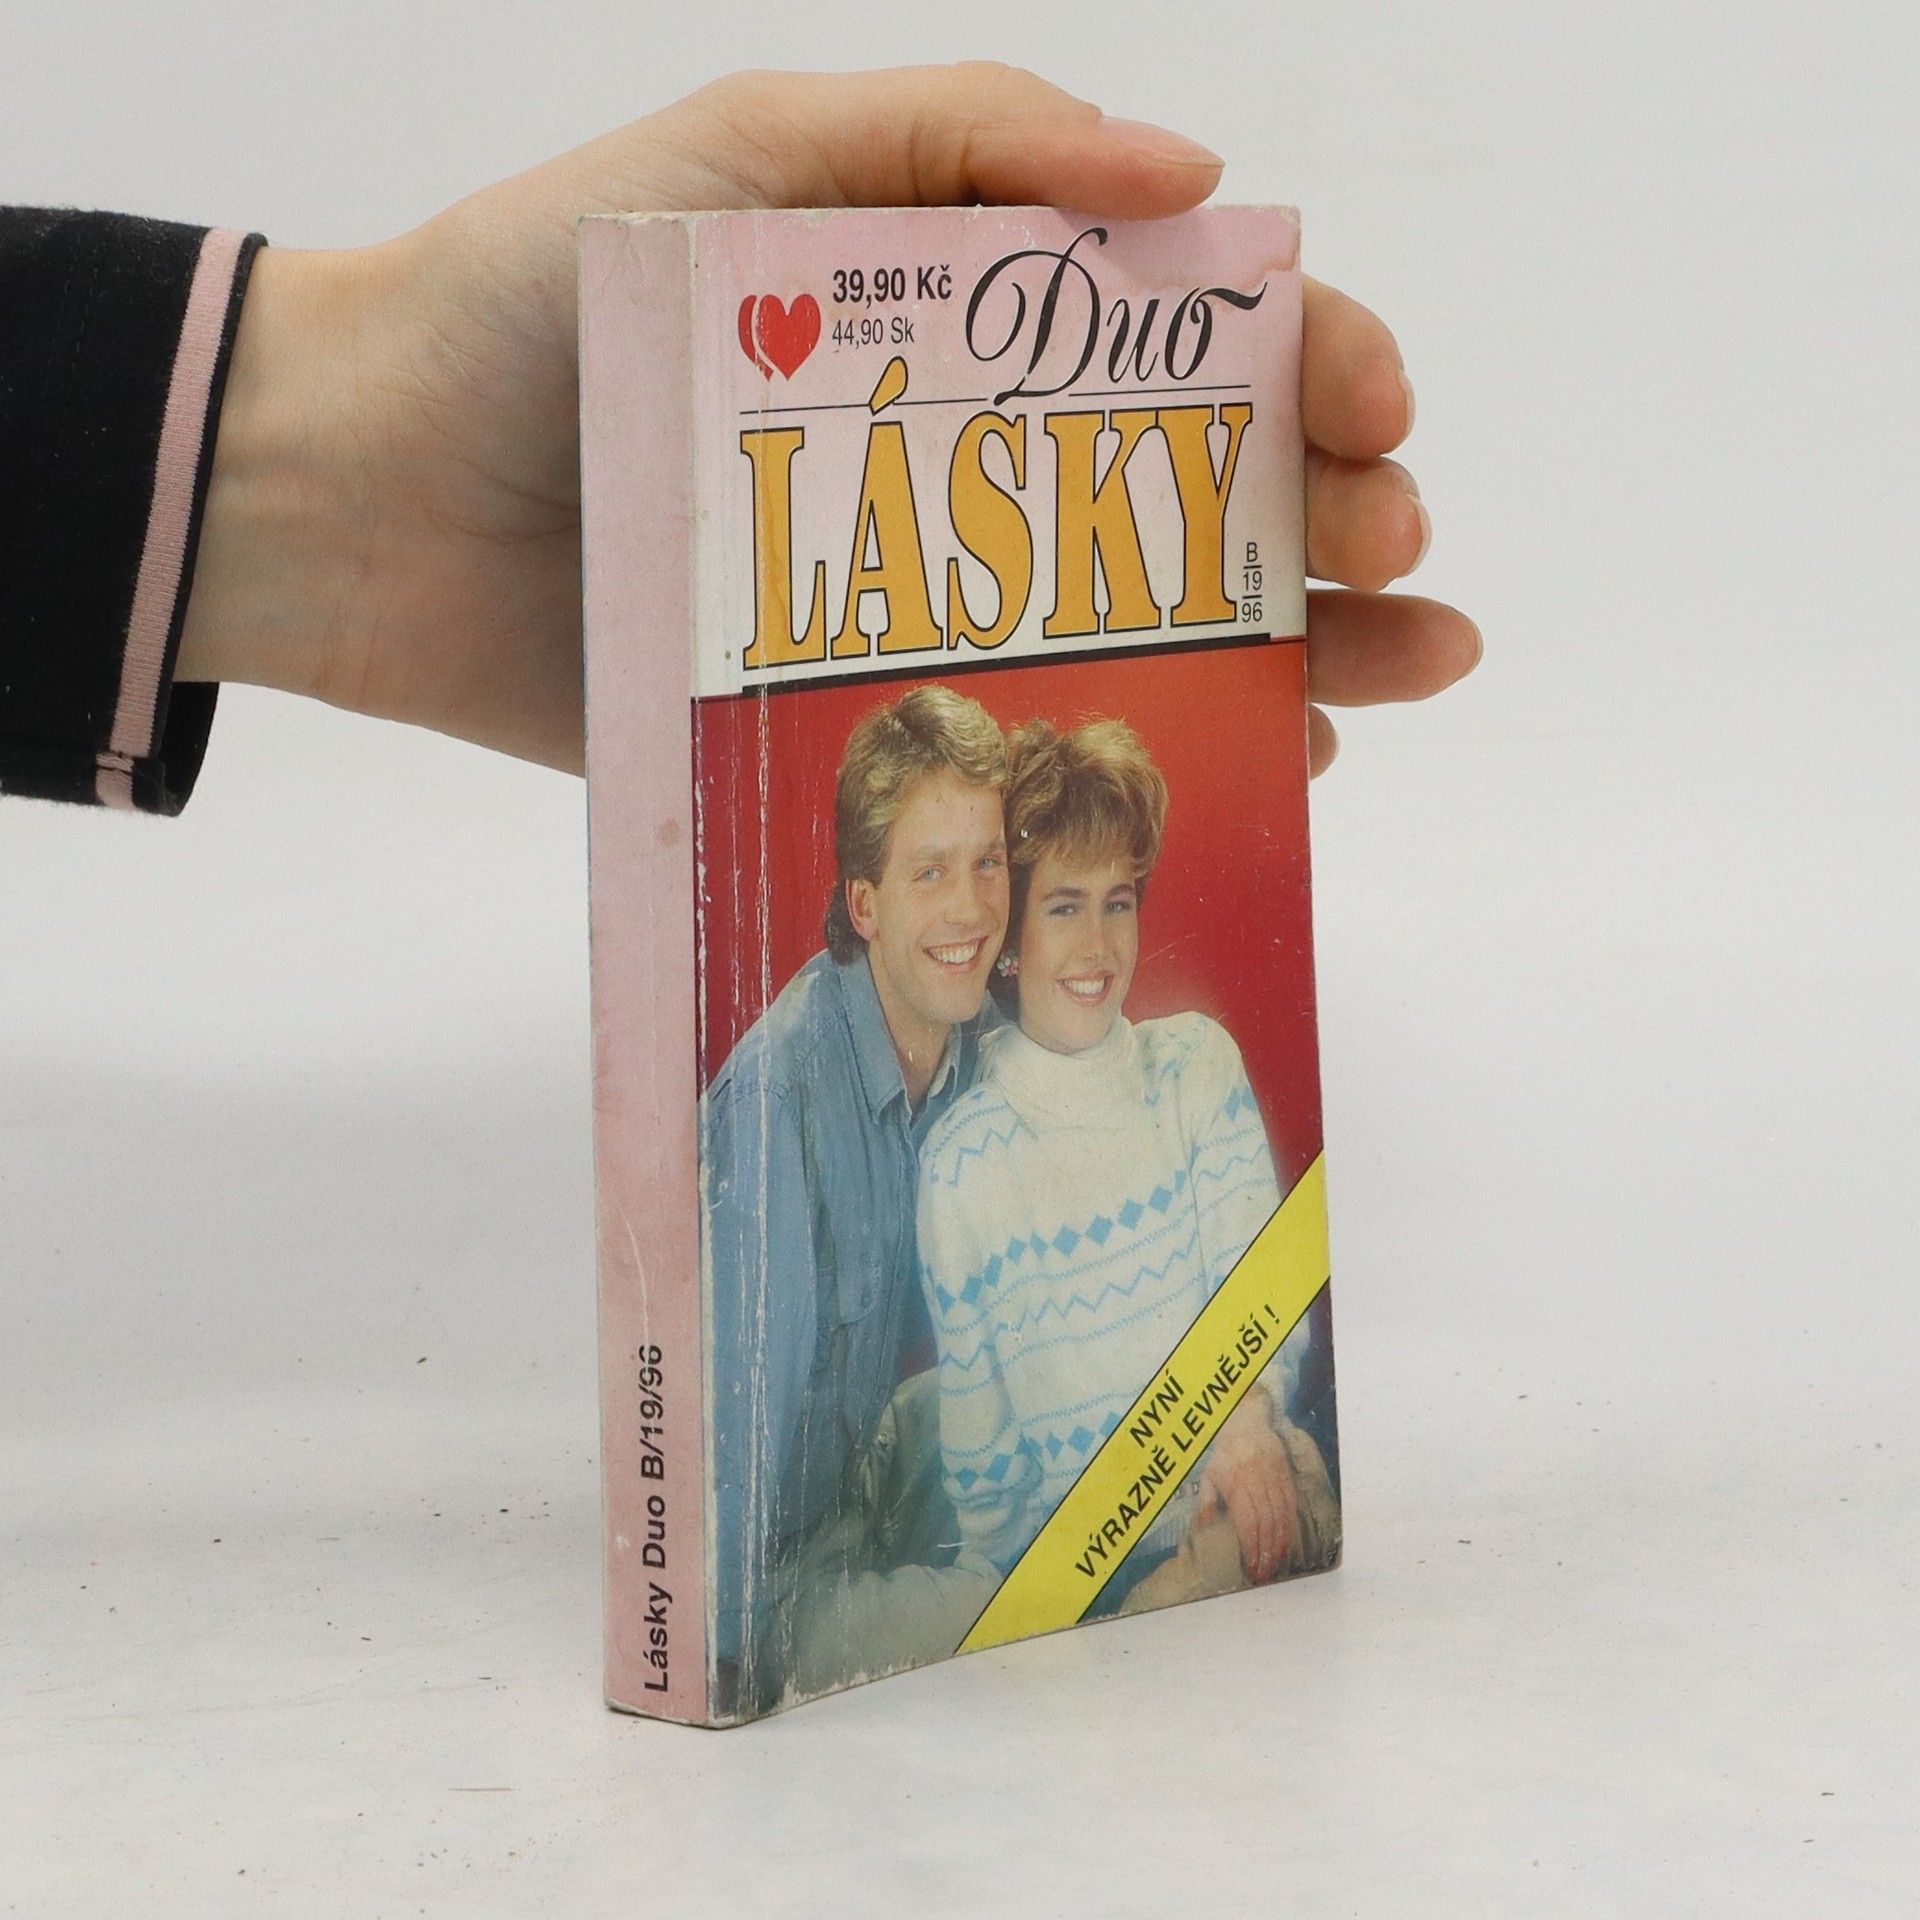 39,90 Kč
44,90 Sk
Duo
LÁSKY
B
19
96
NYNÍ
VÝRAZNĚ LEVNĚJŠÍ !
Lásky Duo B/19/96